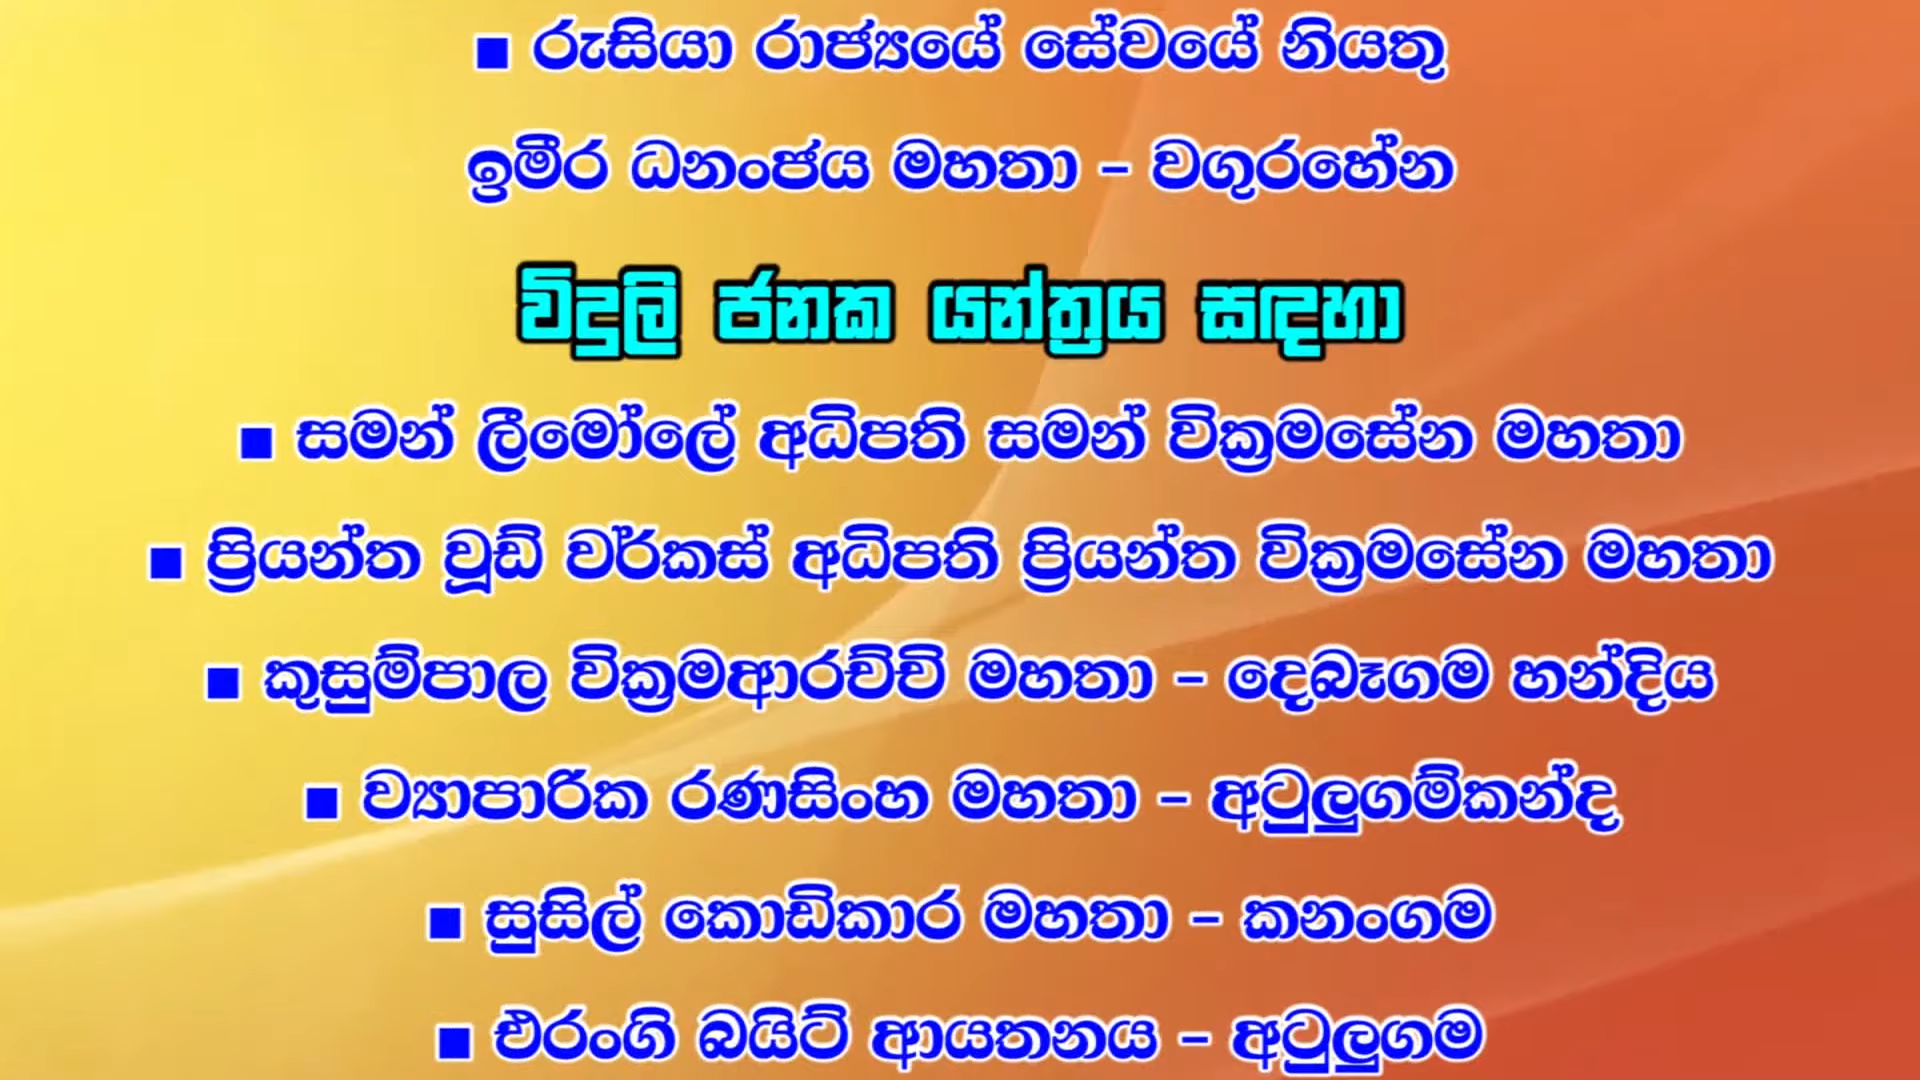 ▪ රුසියා රාජ්‍යයේ සේවයේ නියතු
ඉමීර ධනංජය මහතා - වගුරහේන
විදුලි ජනක යන්ත්‍රය සඳහා
▪ සමන් ලීමෝලේ අධිපති සමන් වික්‍රමසේන මහතා
▪ ප්‍රියන්ත වූඩ් වර්කස් අධිපති ප්‍රියන්ත වික්‍රමසේන මහතා
▪ කුසුම්පාල වික්‍රමආරච්චි මහතා - දෙබෑගම හන්දිය
▪ ව්‍යාපාරික රණසිංහ මහතා - අටුලුගම්කන්ද
▪ සුසිල් කොඩිකාර මහතා - කනංගම
▪ එරංගි බයිට් ආයතනය - අටුලුගම